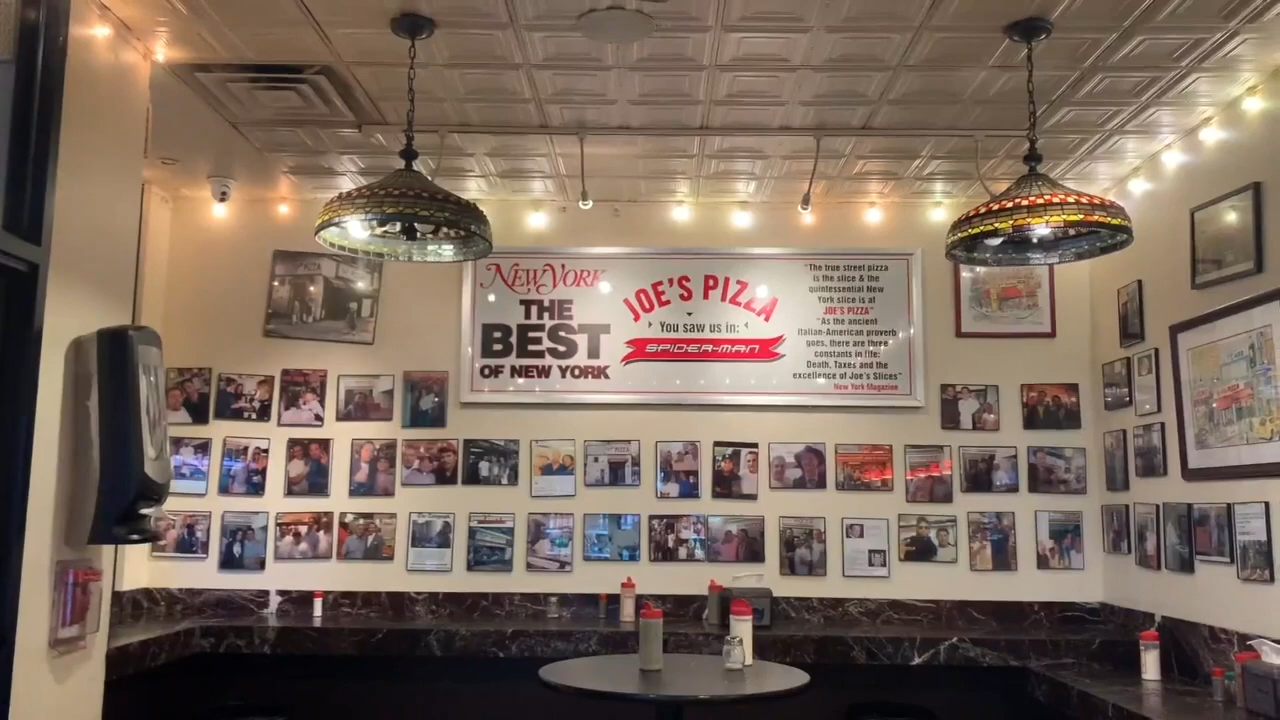 NEW YORK
THE
BEST
OF NEW YORK
JOE'S PIZZA
You saw us in:
SPIDER-MAN
"The true street pizza
is the slice & the
quintessential New
York slice is at
JOE'S PIZZA"
"As the ancient
Italian-American proverb
goes, there are three
constants in life:
Death, Taxes and the
excellence of Joe's Slices"
New York Magazine